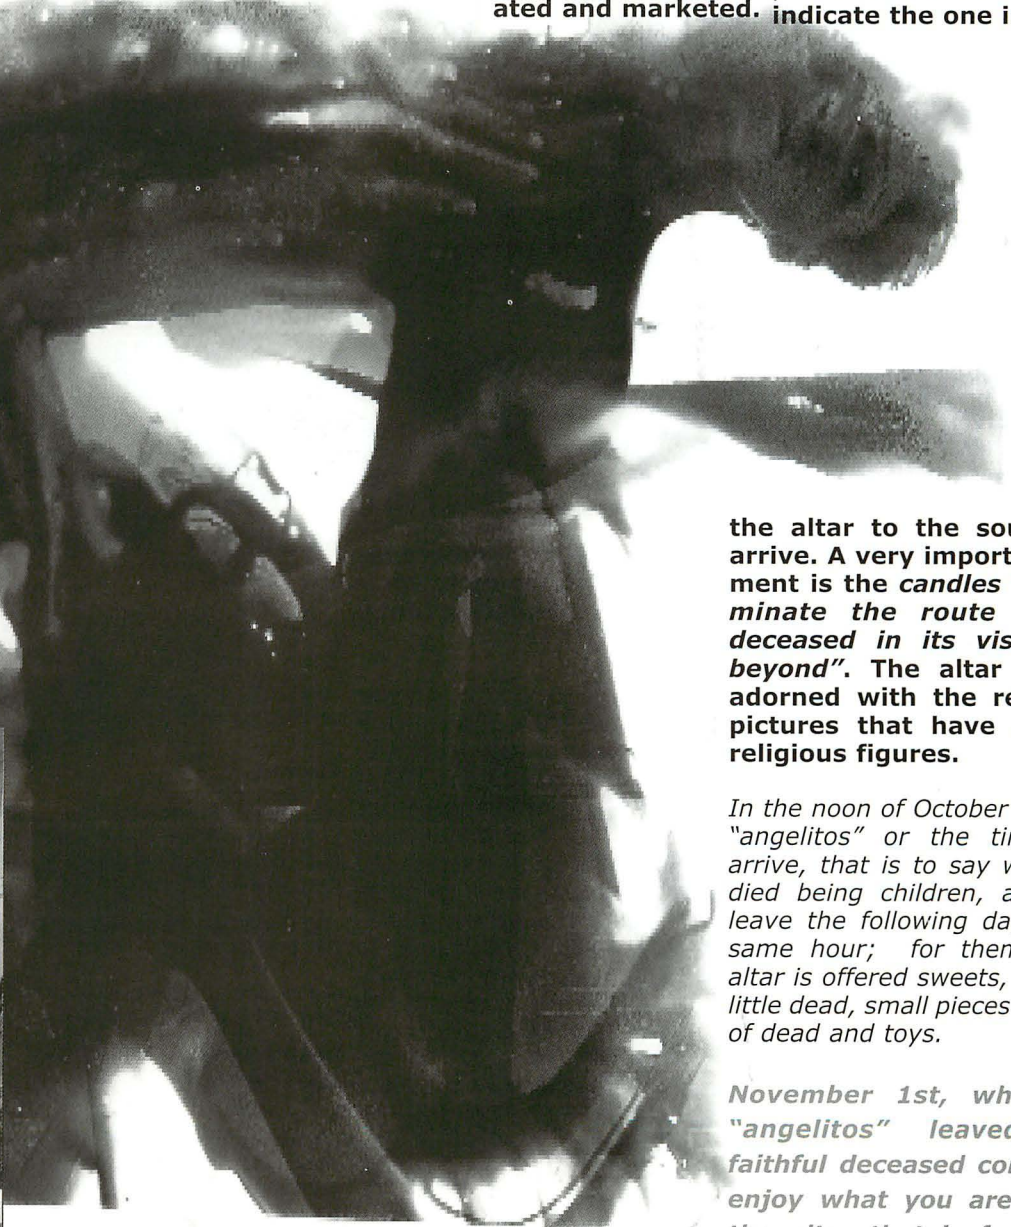 ated and marketed.
indicate the one i
the altar to the sou
arrive. A very import
ment is the candles
minate the route
deceased in its vis
beyond”. The altar
adorned with the re
pictures that have
religious figures.
In the noon of October
“angelitos” or the ti
arrive, that is to say w
died being children, a
leave the following da
same hour; for them
altar is offered sweets,
little dead, small pieces
of dead and toys.
November 1st, wh
“angelitos” leaved
faithful deceased co
enjoy what you are